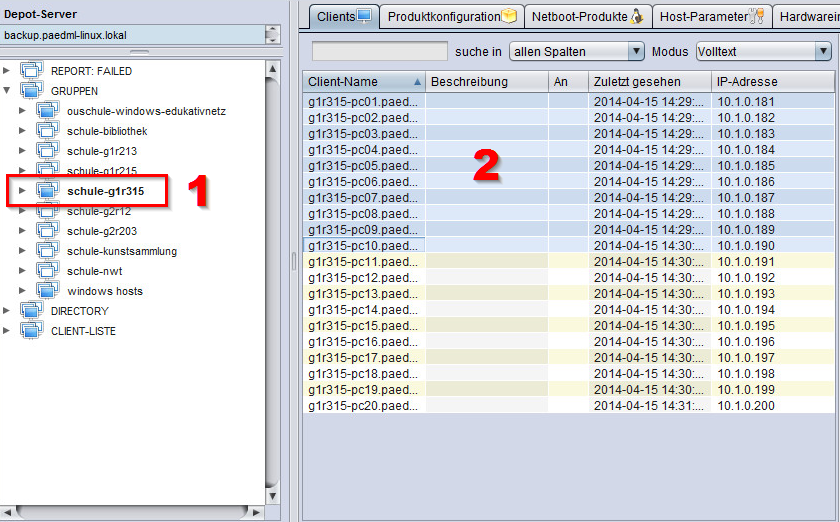 Depot-Server
backup.paedml-linux.lokal
REPORT: FAILED
GRUPPEN
ouschule-windows-edukativnetz
schule-bibliothek
schule-g1r213
schule-g1r215
schule-g1r315
1
schule-g2r12
schule-g2r203
schule-kunstsammlung
schule-nwt
windows hosts
DIRECTORY
CLIENT-LISTE
Clients Produktkonfiguration Netboot-Produkte Host-Parameter Hardwarein
suche in allen Spalten Modus Volltext
Client-Name Beschreibung An Zuletzt gesehen IP-Adresse
g1r315-pc01.paed... 2014-04-15 14:29:... 10.1.0.181
g1r315-pc02.paed... 2014-04-15 14:29:... 10.1.0.182
g1r315-pc03.paed... 2014-04-15 14:29:... 10.1.0.183
g1r315-pc04.paed... 2014-04-15 14:29:... 10.1.0.184
g1r315-pc05.paed... 2014-04-15 14:29:... 10.1.0.185
2
g1r315-pc06.paed... 2014-04-15 14:29:... 10.1.0.186
g1r315-pc07.paed... 2014-04-15 14:29:... 10.1.0.187
g1r315-pc08.paed... 2014-04-15 14:29:... 10.1.0.188
g1r315-pc09.paed... 2014-04-15 14:29:... 10.1.0.189
g1r315-pc10.paed... 2014-04-15 14:30:... 10.1.0.190
g1r315-pc11.paed... 2014-04-15 14:30:... 10.1.0.191
g1r315-pc12.paed... 2014-04-15 14:30:... 10.1.0.192
g1r315-pc13.paed... 2014-04-15 14:30:... 10.1.0.193
g1r315-pc14.paed... 2014-04-15 14:30:... 10.1.0.194
g1r315-pc15.paed... 2014-04-15 14:30:... 10.1.0.195
g1r315-pc16.paed... 2014-04-15 14:30:... 10.1.0.196
g1r315-pc17.paed... 2014-04-15 14:30:... 10.1.0.197
g1r315-pc18.paed... 2014-04-15 14:30:... 10.1.0.198
g1r315-pc19.paed... 2014-04-15 14:30:... 10.1.0.199
g1r315-pc20.paed... 2014-04-15 14:31:... 10.1.0.200